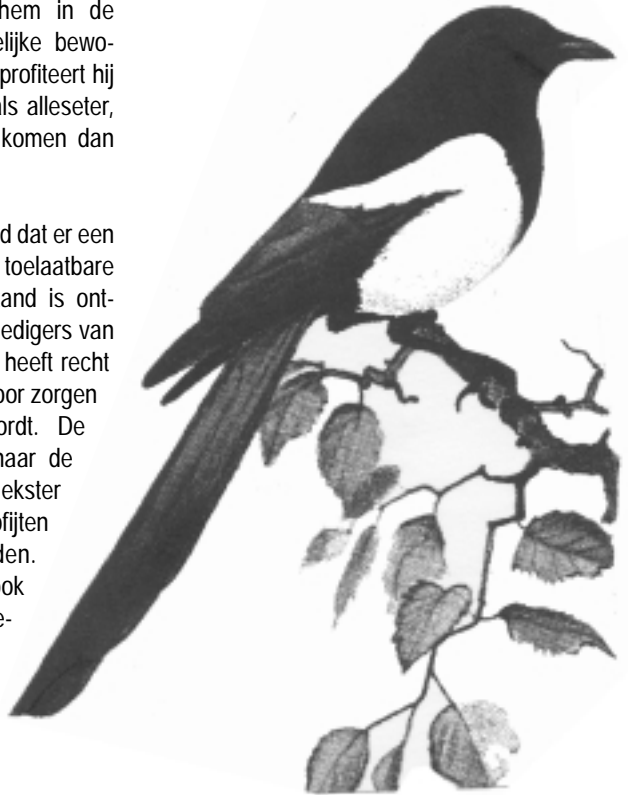 hem in de
elijke bewo-
profiteert hij
als alleseter,
komen dan
d dat er een
toelaatbare
and is ont-
edigers van
heeft recht
oor zorgen
ordt. De
naar de
ekster
ofijten
den.
ook
e-